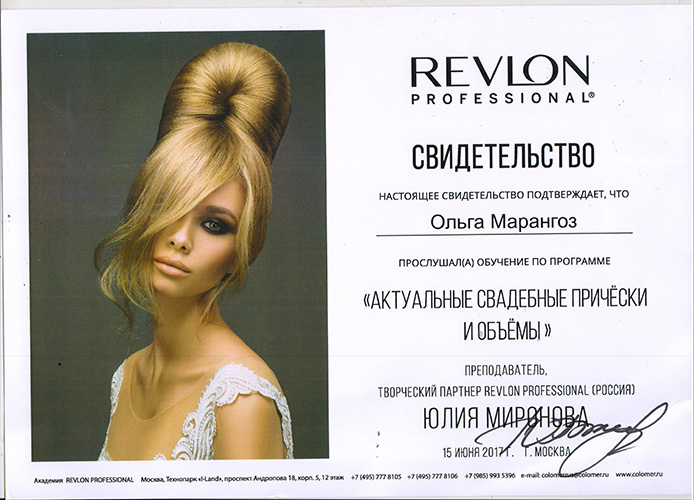 REVLON
PROFESSIONAL®
СВИДЕТЕЛЬСТВО
НАСТОЯЩЕЕ СВИДЕТЕЛЬСТВО ПОДТВЕРЖДАЕТ, ЧТО
Ольга Марангоз
ПРОСЛУШАЛ(А) ОБУЧЕНИЕ ПО ПРОГРАММЕ
«АКТУАЛЬНЫЕ СВАДЕБНЫЕ ПРИЧЁСКИ
И ОБЪЁМЫ»
ПРЕПОДАВАТЕЛЬ,
ТВОРЧЕСКИЙ ПАРТНЕР REVLON PROFESSIONAL (РОССИЯ)
ЮЛИЯ МИРОНОВА
15 ИЮНЯ 2017 Г. Г. МОСКВА
Академия REVLON PROFESSIONAL Москва, Технопарк «I-Land», проспект Андропова 18, корп. 5, 12 этаж +7 (495) 777 8105 +7 (495) 777 8106 +7 (985) 993 5396 e-mail: colomerrus@colomer.ru www.colomer.ru